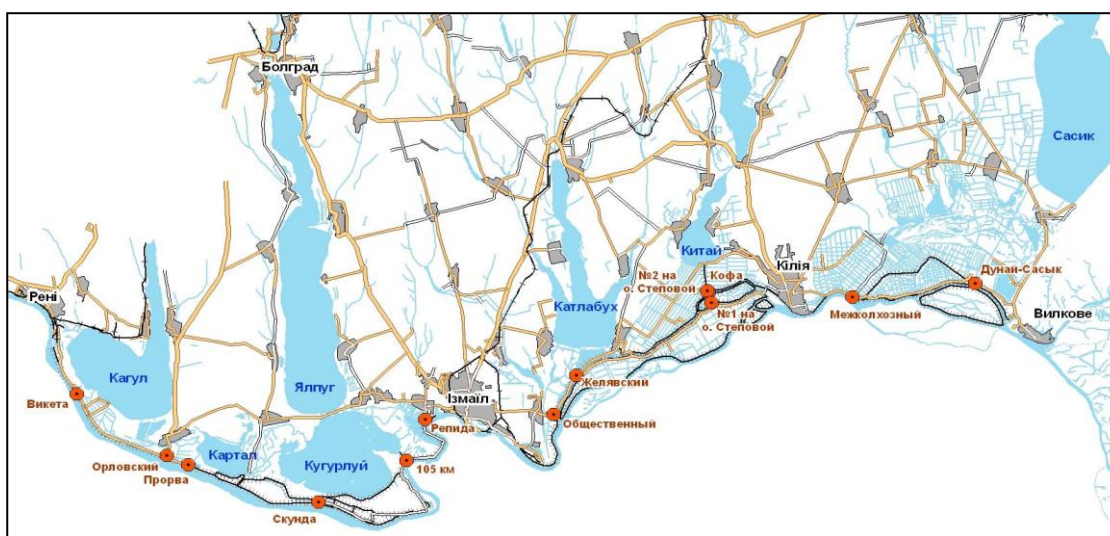 Болград
Сасик
Китай
№2 на
о. Степовой
Кофа
Кілія
Дунай-Сасык
Рені
Катлабух
№1 на
о. Степовой
Межколхозный
Вилкове
Кагул
Ялпуг
Ізмаїл
Желявский
Викета
Репида
Общественный
Орловский
Картал
Кугурлуй
105 км
Прорва
Скунда